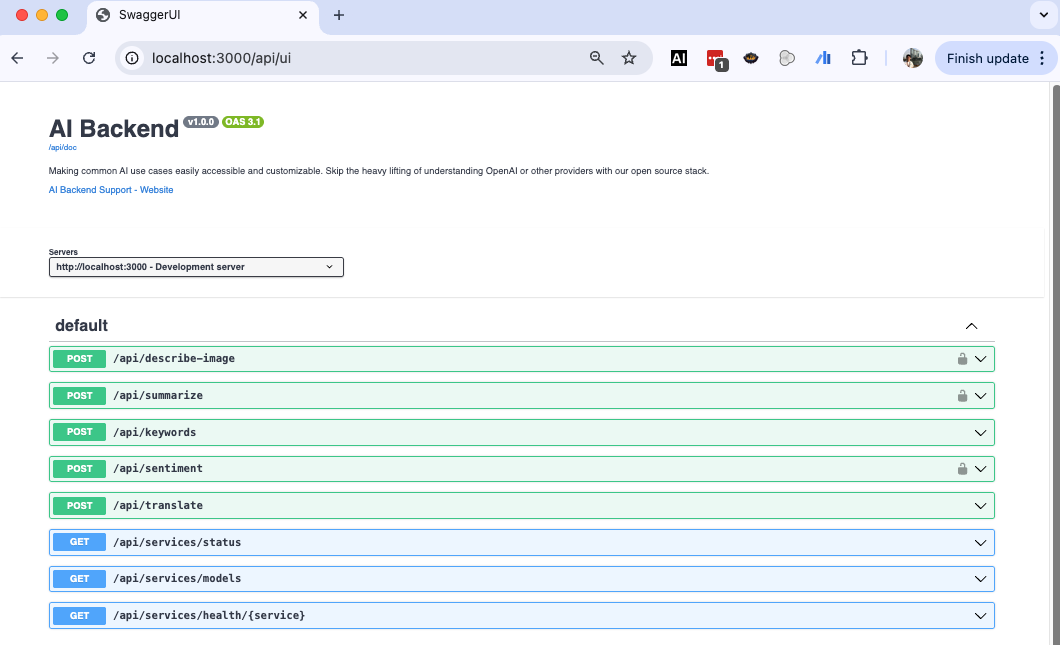 SwaggerUI
localhost:3000/api/ui
AI
1
Finish update
AI Backend v1.0.0 OAS 3.1
/api/doc
Making common AI use cases easily accessible and customizable. Skip the heavy lifting of understanding OpenAI or other providers with our open source stack.
AI Backend Support - Website
Servers
http://localhost:3000 - Development server
default
POST /api/describe-image
POST /api/summarize
POST /api/keywords
POST /api/sentiment
POST /api/translate
GET /api/services/status
GET /api/services/models
GET /api/services/health/{service}